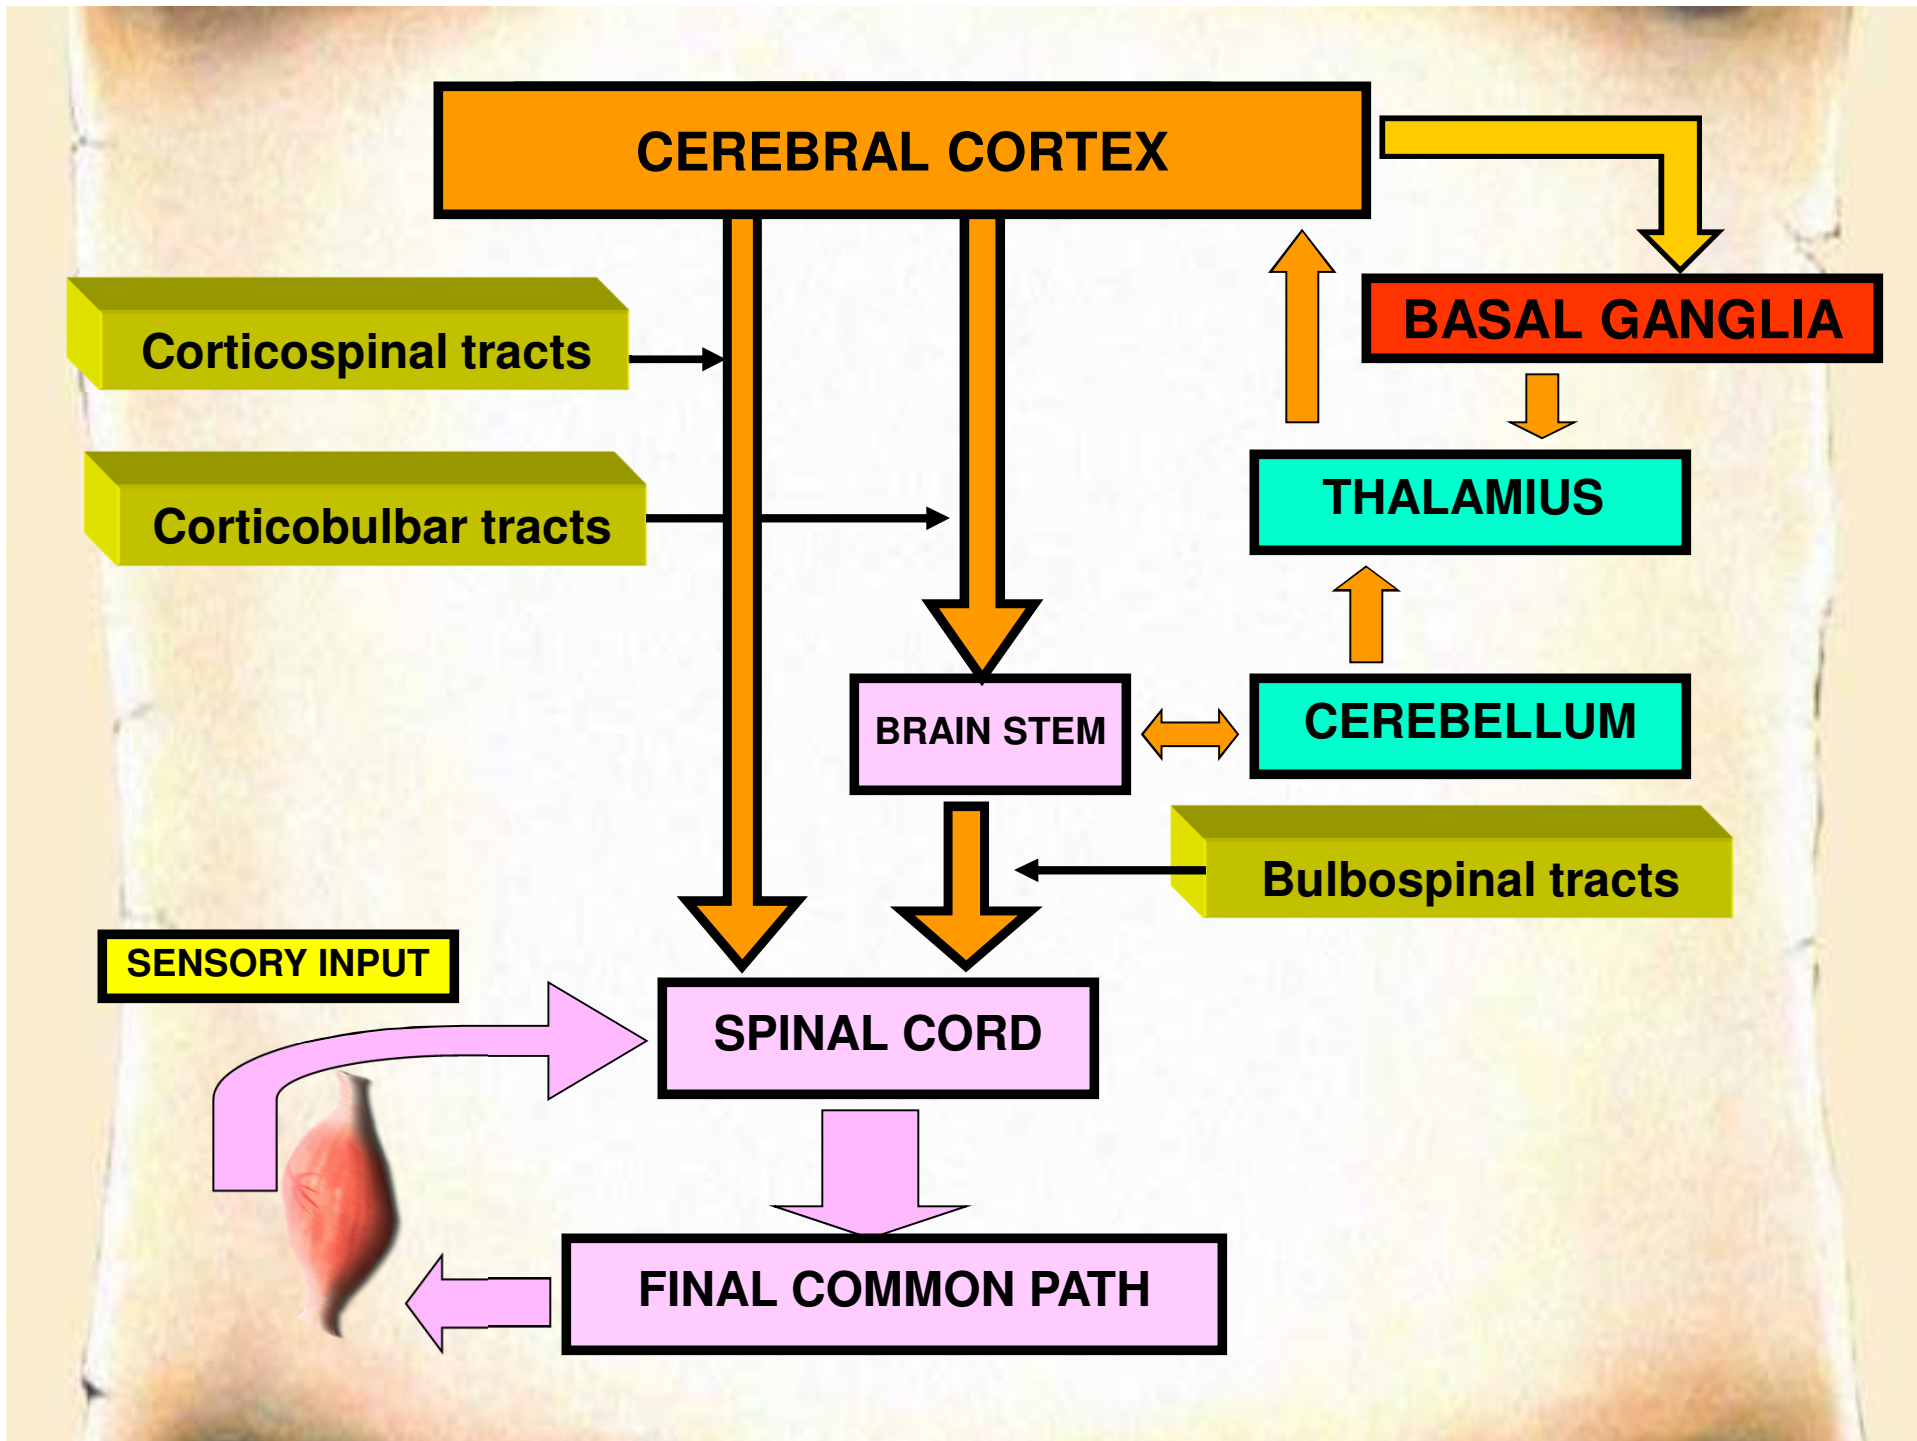 CEREBRAL CORTEX
BASAL GANGLIA
Corticospinal tracts
THALAMIUS
Corticobulbar tracts
BRAIN STEM
CEREBELLUM
Bulbospinal tracts
SENSORY INPUT
SPINAL CORD
FINAL COMMON PATH